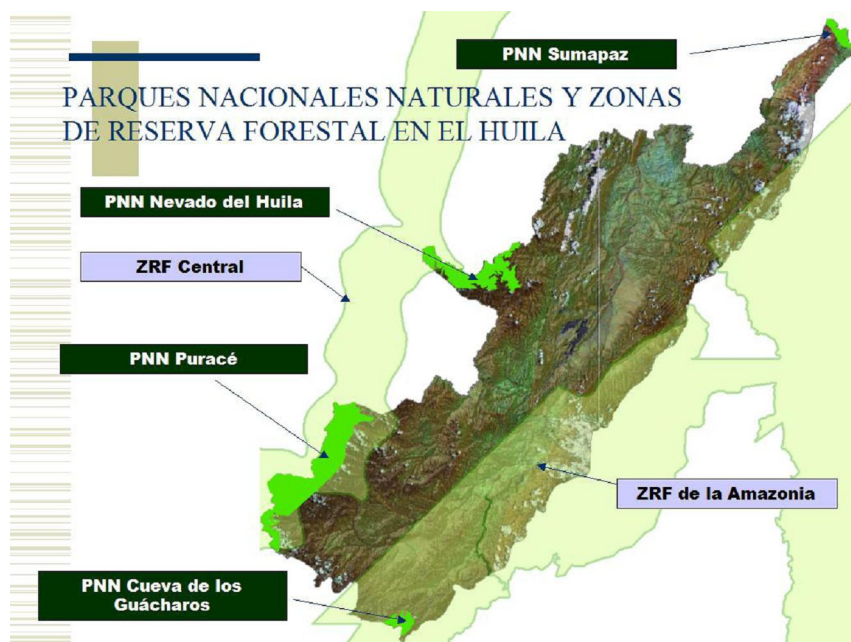 PNN Sumapaz
PARQUES NACIONALES NATURALES Y ZONAS
DE RESERVA FORESTAL EN EL HUILA
PNN Nevado del Huila
ZRF Central
PNN Puracé
ZRF de la Amazonia
PNN Cueva de los
Guácharos